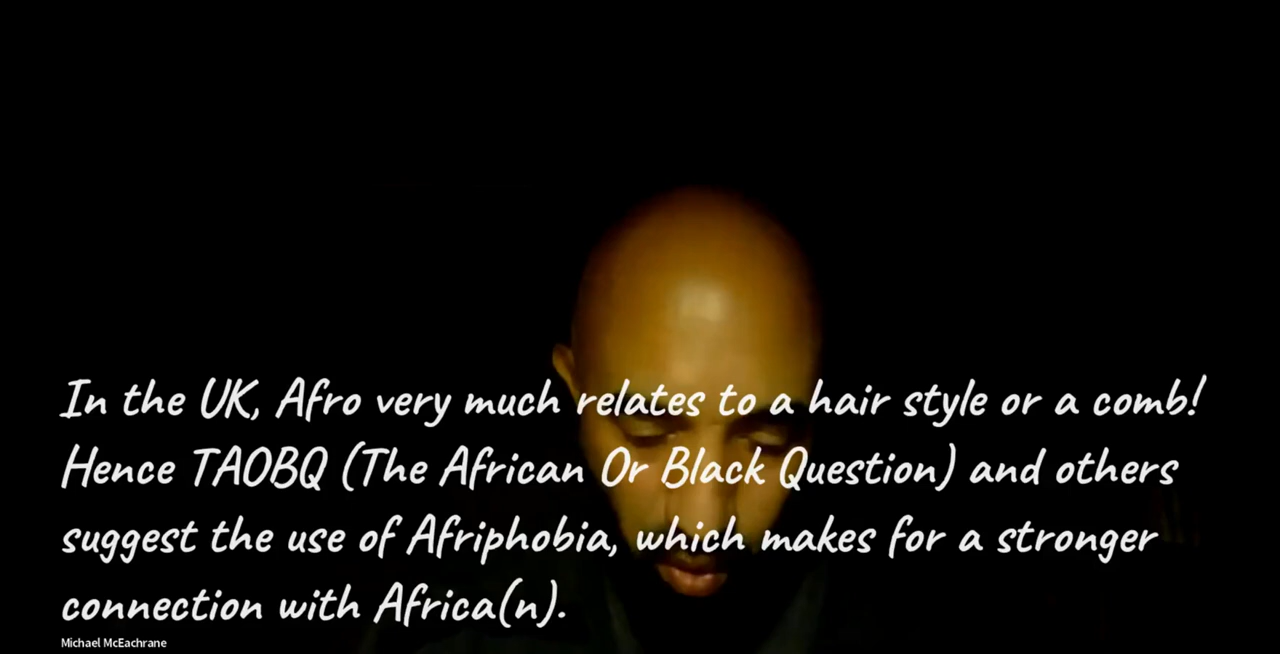 In the UK, Afro very much relates to a hair style or a comb!
Hence TAOBQ (The African Or Black Question) and others
suggest the use of Afriphobia, which makes for a stronger
connection with Africa(n).
Michael McEachrane